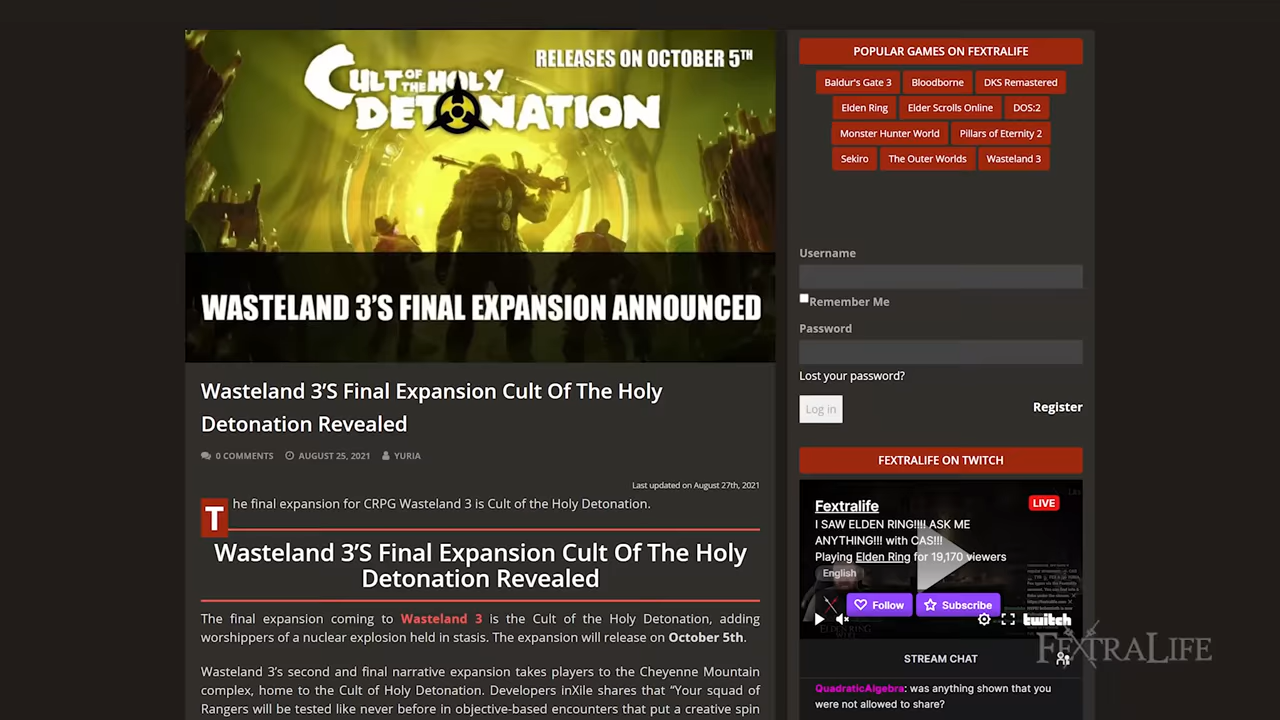 RELEASES ON OCTOBER 5TH
CULT OF THE HOLY
DETONATION
WASTELAND 3'S FINAL EXPANSION ANNOUNCED
Wasteland 3'S Final Expansion Cult Of The Holy
Detonation Revealed
0 COMMENTS AUGUST 25, 2021 YURIA
Last updated on August 27th, 2021
The final expansion for CRPG Wasteland 3 is Cult of the Holy Detonation.
Wasteland 3'S Final Expansion Cult Of The Holy
Detonation Revealed
The final expansion coming to Wasteland 3 is the Cult of the Holy Detonation, adding
worshippers of a nuclear explosion held in stasis. The expansion will release on October 5th.
Wasteland 3's second and final narrative expansion takes players to the Cheyenne Mountain
complex, home to the Cult of Holy Detonation. Developers inXile shares that "Your squad of
Rangers will be tested like never before in objective-based encounters that put a creative spin
POPULAR GAMES ON FEXTRALIFE
Baldur's Gate 3 Bloodborne DKS Remastered
Elden Ring Elder Scrolls Online DOS:2
Monster Hunter World Pillars of Eternity 2
Sekiro The Outer Worlds Wasteland 3
Username
Remember Me
Password
Lost your password?
Log in Register
FEXTRALIFE ON TWITCH
Fextralife LIVE
I SAW ELDEN RING!!!! ASK ME
ANYTHING!!! with CAS!!!
Playing Elden Ring for 19,170 viewers
English
Follow Subscribe
twitch
FEXTRALIFE
STREAM CHAT
QuadraticAlgebra: was anything shown that you
were not allowed to share?